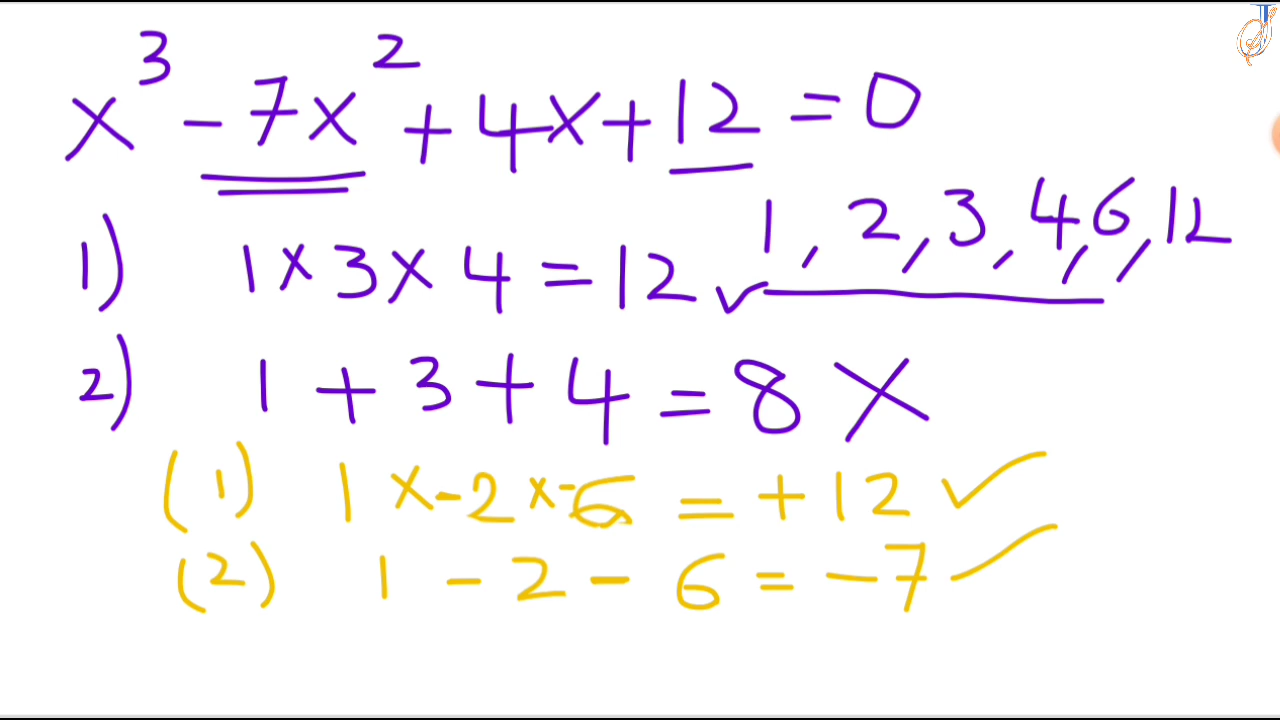 x³ - 7x² + 4x + 12 = 0
1, 2, 3, 4, 6, 12
1) 1 × 3 × 4 = 12 ✓
2) 1 + 3 + 4 = 8 X
(1) 1 × -2 × -6 = +12 ✓
(2) 1 - 2 - 6 = -7 ✓